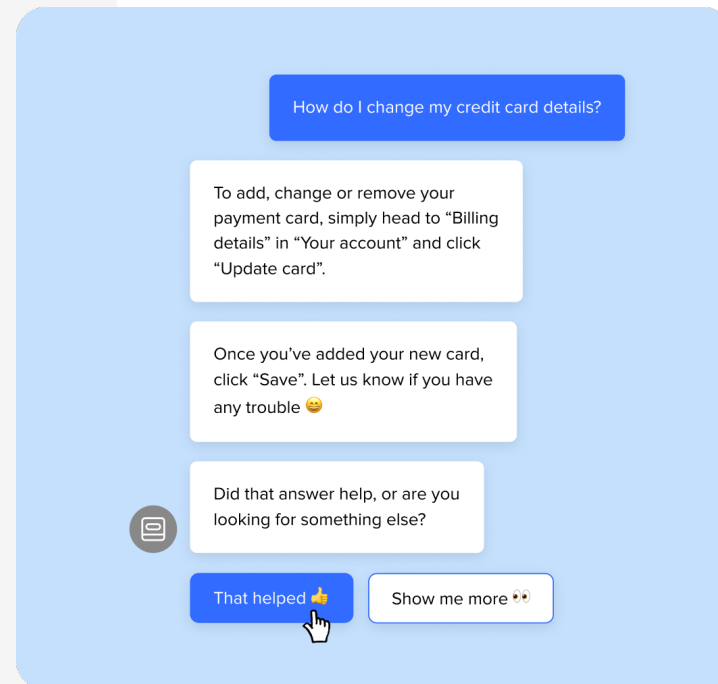 How do I change my credit card details?
To add, change or remove your
payment card, simply head to “Billing
details” in “Your account” and click
“Update card”.
Once you’ve added your new card,
click “Save”. Let us know if you have
any trouble 😄
Did that answer help, or are you
looking for something else?
That helped 👍
Show me more 👀